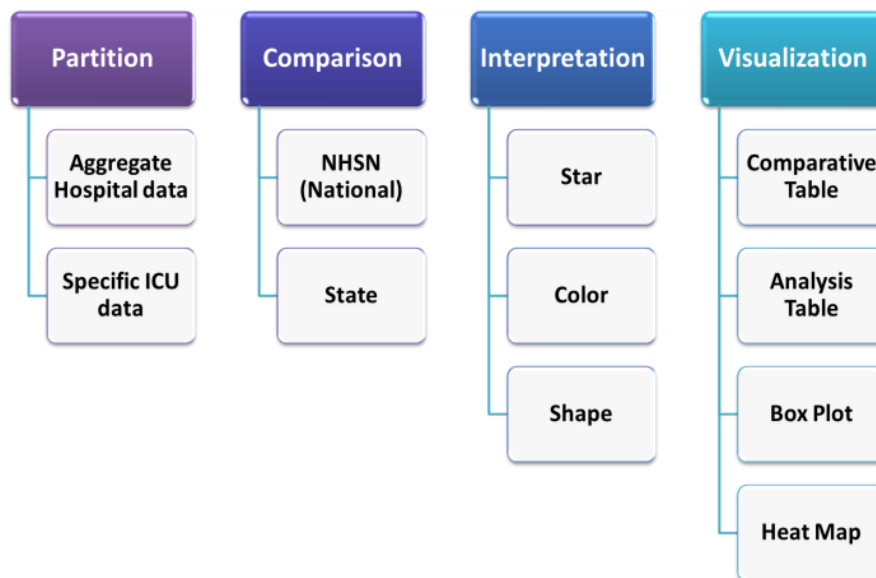 Partition
Aggregate
Hospital data
Specific ICU
data
Comparison
NHSN
(National)
State
Interpretation
Star
Color
Shape
Visualization
Comparative
Table
Analysis
Table
Box Plot
Heat Map